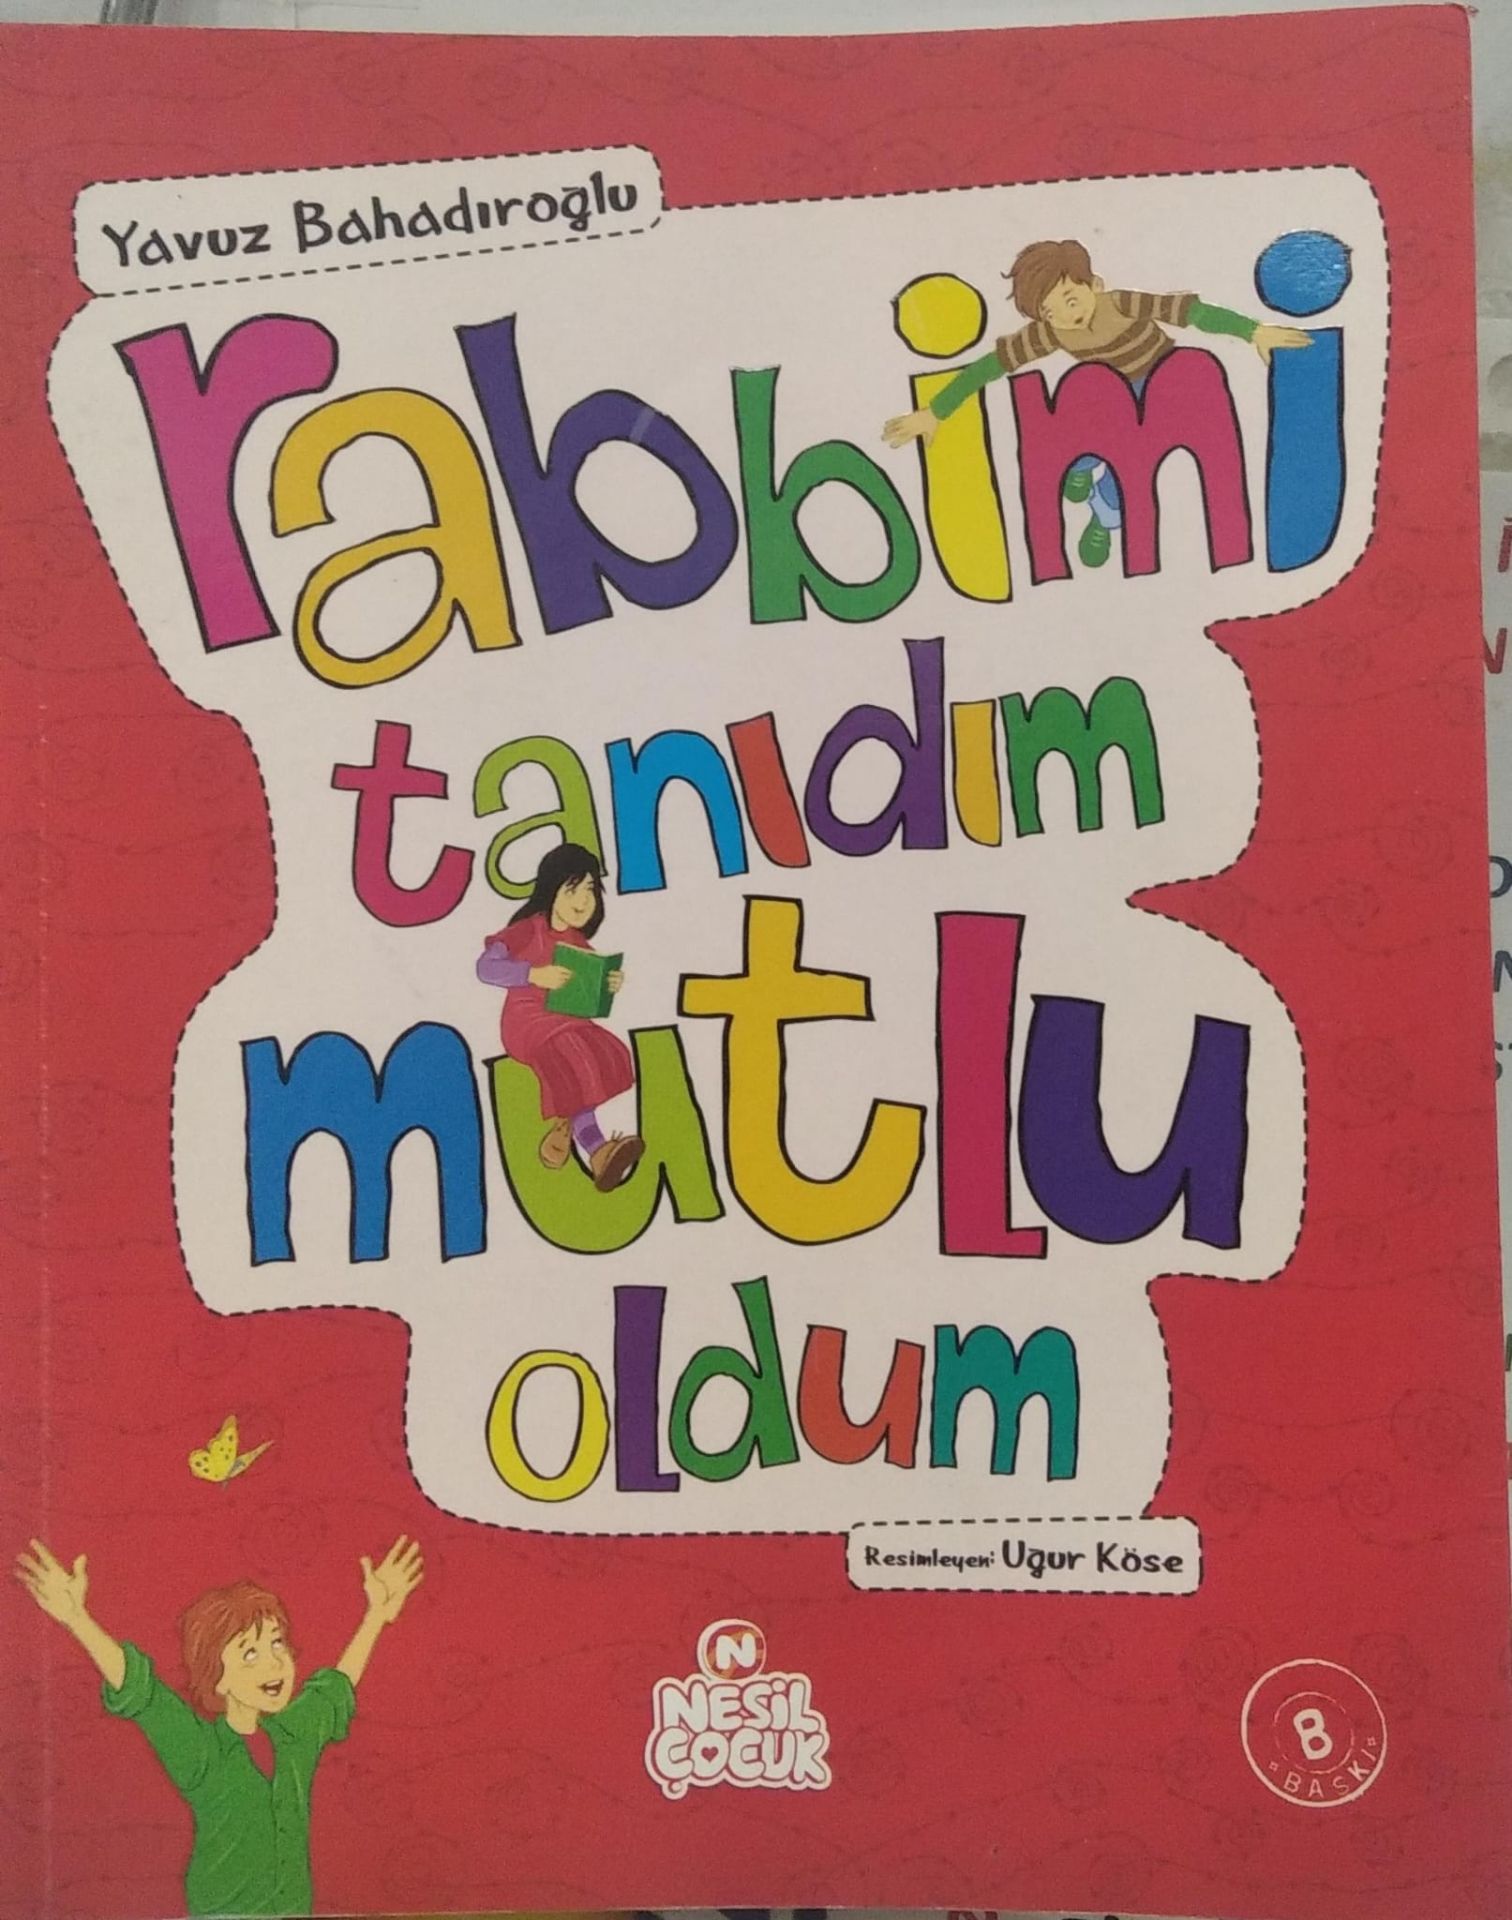 Yavuz Bahadıroğlu
rabbimi
tanıdım
mutlu
oldum
Resimleyen: Uğur Köse
N
NESİL
ÇOCUK
8
BASKI